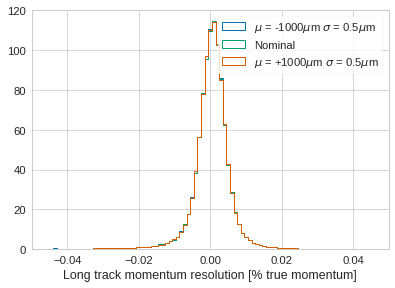 120
100
80
60
40
20
0
μ = -1000μm σ = 0.5μm
Nominal
μ = +1000μm σ = 0.5μm
−0.04 −0.02 0.00 0.02 0.04
Long track momentum resolution [% true momentum]